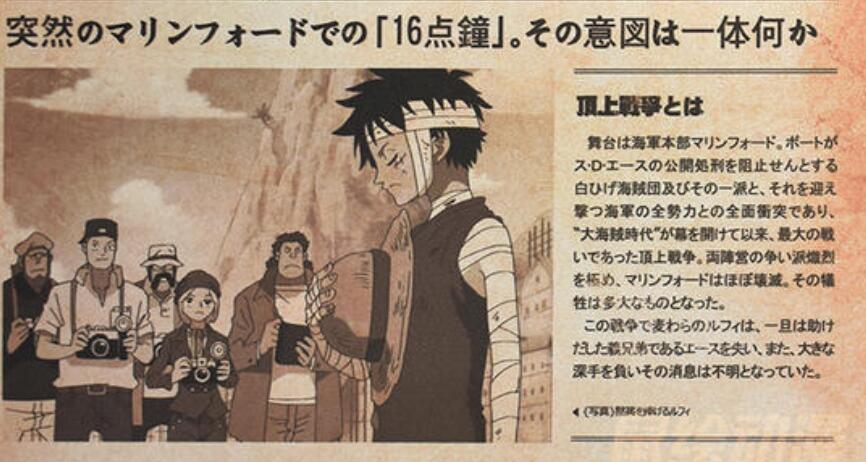 突然のマリンフォードでの「16点鐘」。その意図は一体何か
頂上戦争とは
舞台は海軍本部マリンフォード。ポートガ
ス・D・エースの公開処刑を阻止せんとする
白ひげ海賊団及びその一派と、それを迎え
撃つ海軍の全勢力との全面衝突であり、
"大海賊時代"が幕を開けて以来、最大の戦
いであった頂上戦争。両陣営の争い派熾烈
を極め、マリンフォードはほぼ壊滅。その犠
牲は多大なものとなった。
この戦争で麦わらのルフィは、一旦は助け
だした義兄弟であるエースを失い、また、大きな
深手を負いその消息は不明となっていた。
◀(写真)黙祷を捧げるルフィ